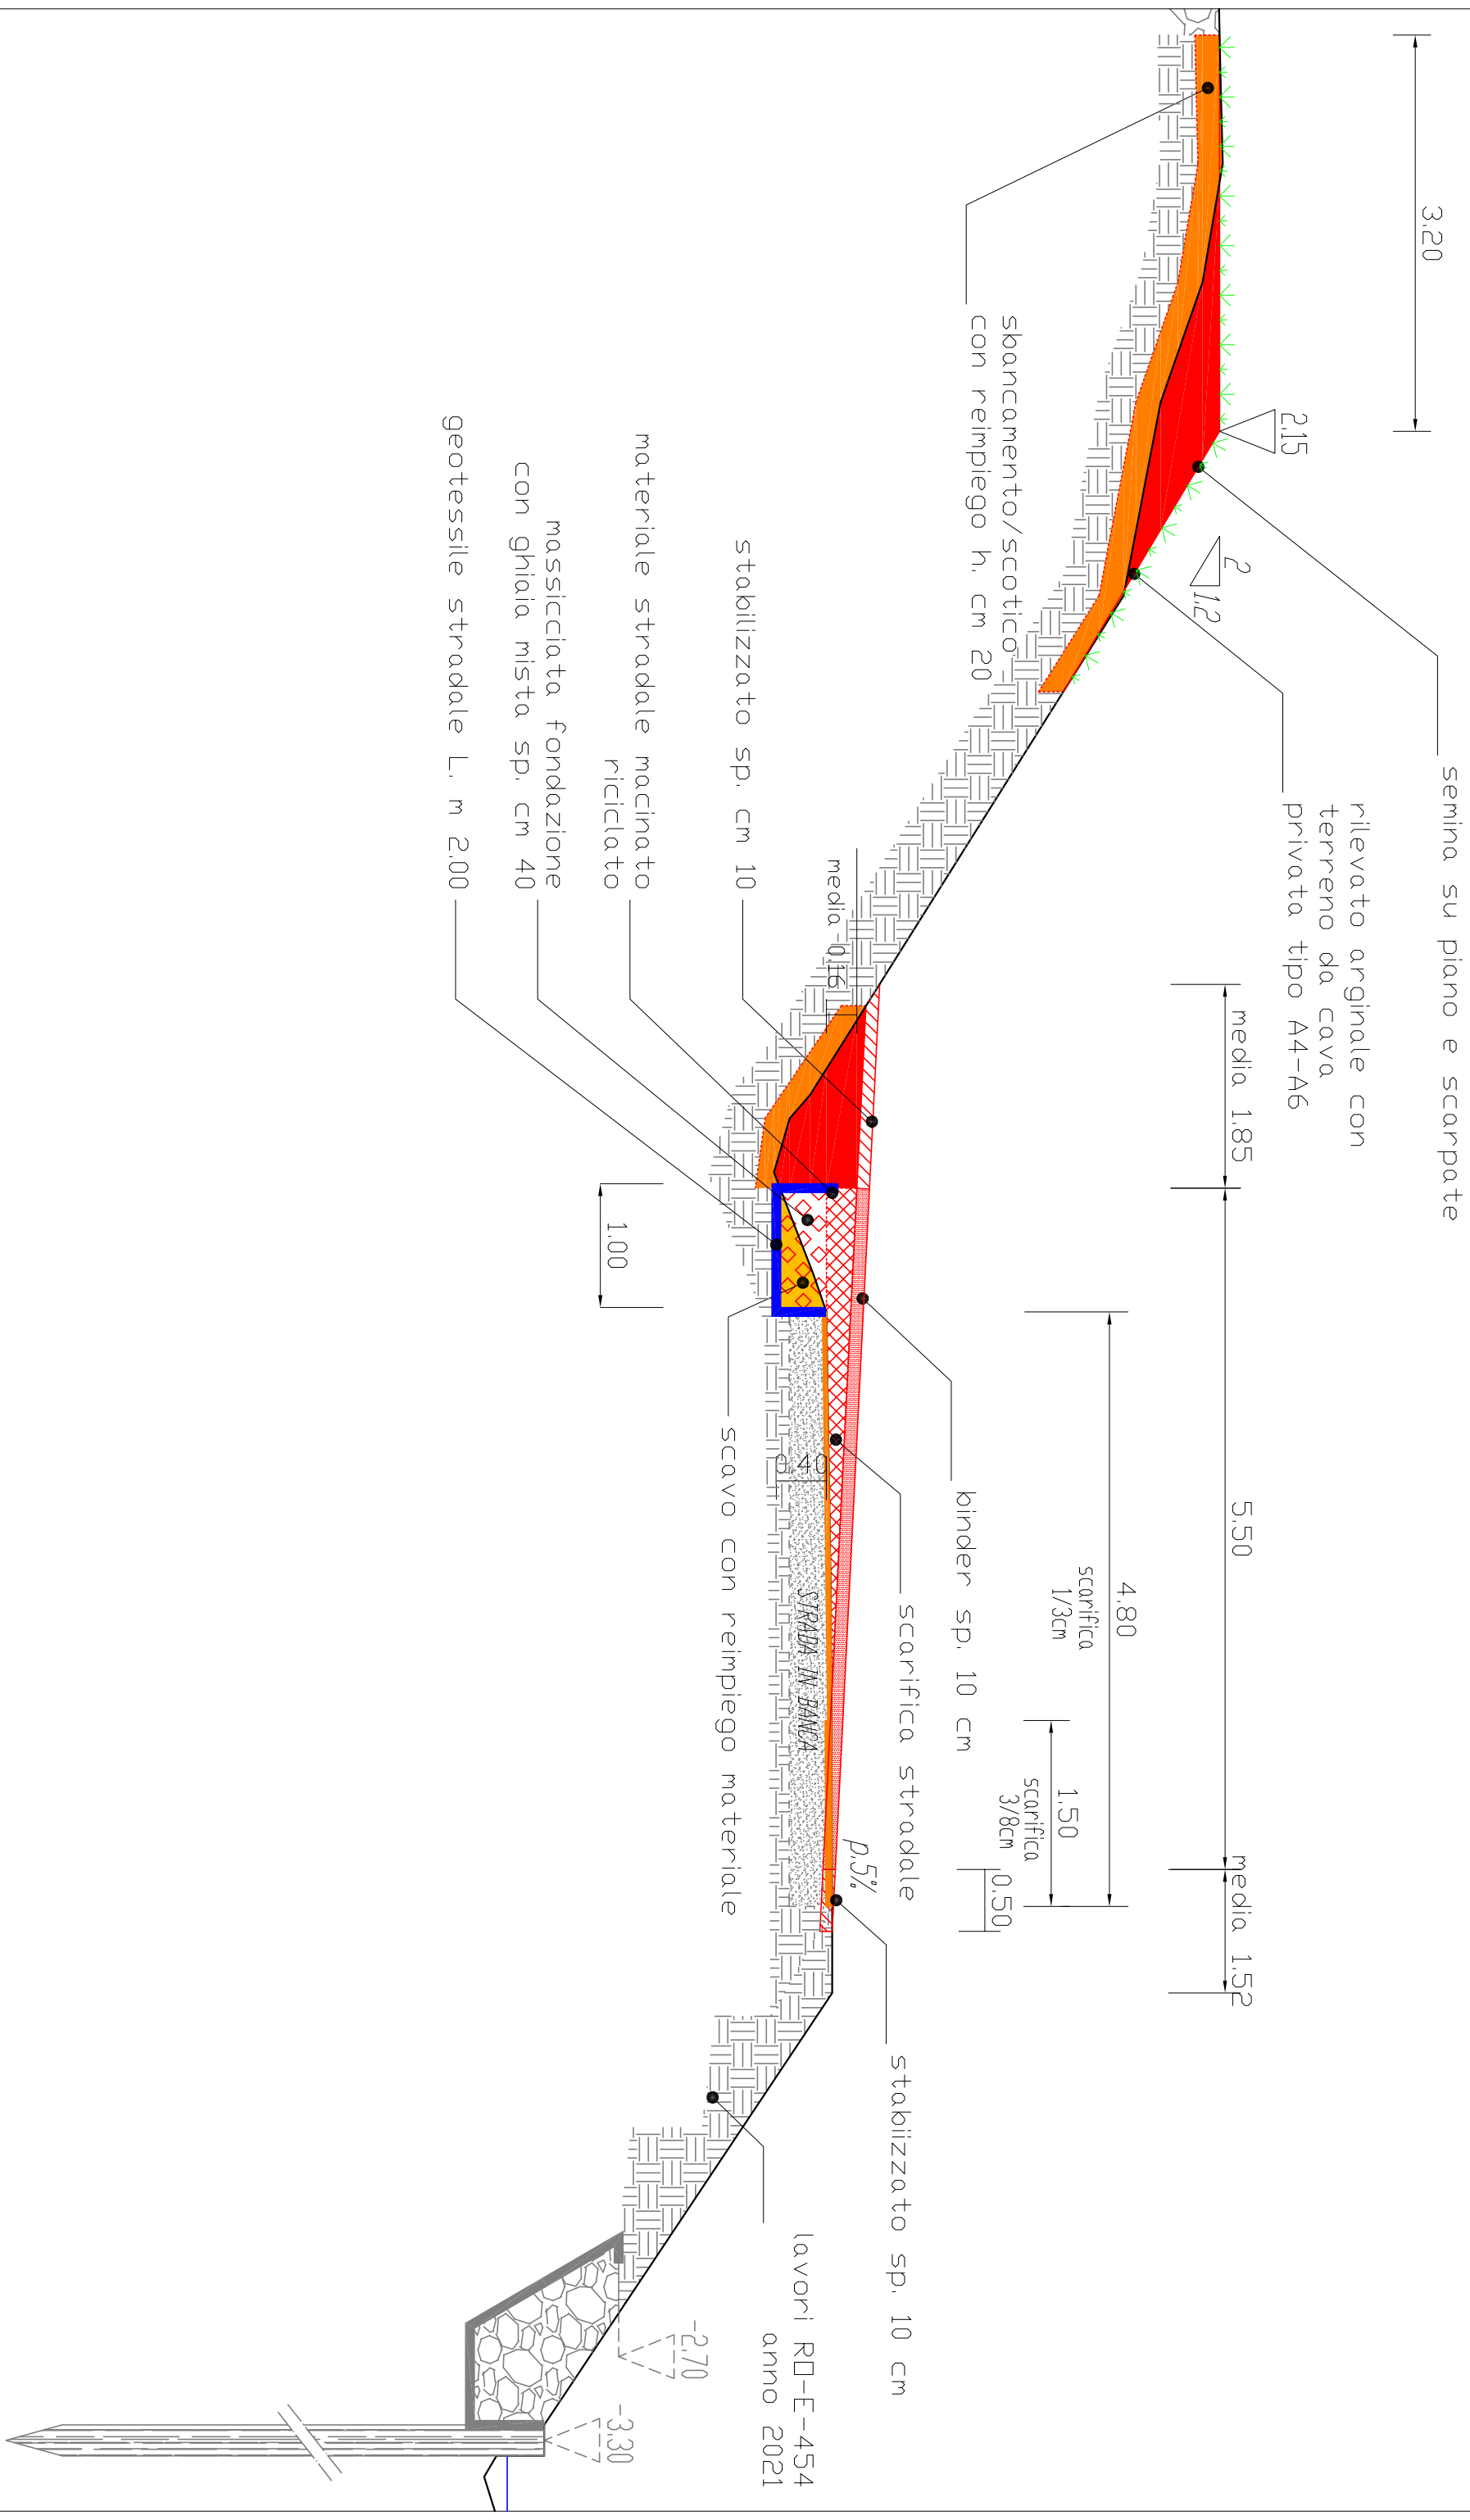 3.20
2.15
2
1.2
semina su piano e scarpate
rilevato arginale con
terreno da cava
privata tipo A4-A6
sbancamento/scotico
con reimpiego h. cm 20
media 1.85
5.50
media 1.52
4.80
scarifica
1/3cm
1.50
scarifica
3/8cm
0.50
media 0.16
stabilizzato sp. cm 10
materiale stradale macinato
riciclato
massicciata fondazione
con ghiaia mista sp. cm 40
geotessile stradale L. m 2.00
1.00
binder sp. 10 cm
scarifica stradale
p.5%
stabiizzato sp. 10 cm
0.40
STRADA IN BANCA
scavo con reimpiego materiale
lavori RO-E-454
anno 2021
-2.70
-3.30